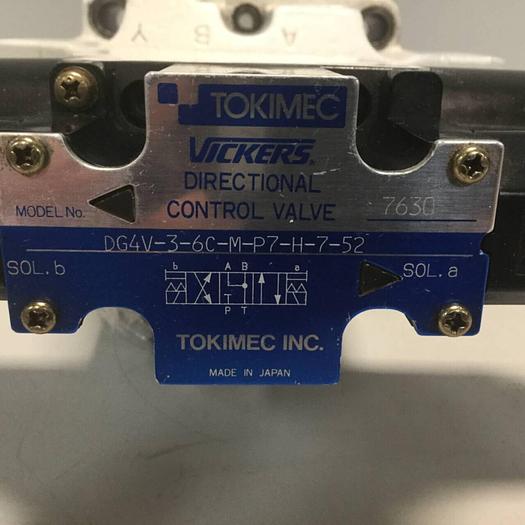 A B Y
TOKIMEC
VICKERS®
DIRECTIONAL
MODEL No. CONTROL VALVE 7630
DG4V-3-6C-M-P7-H-7-52
SOL.b SOL.a
b A B a
T
P T
TOKIMEC INC.
MADE IN JAPAN